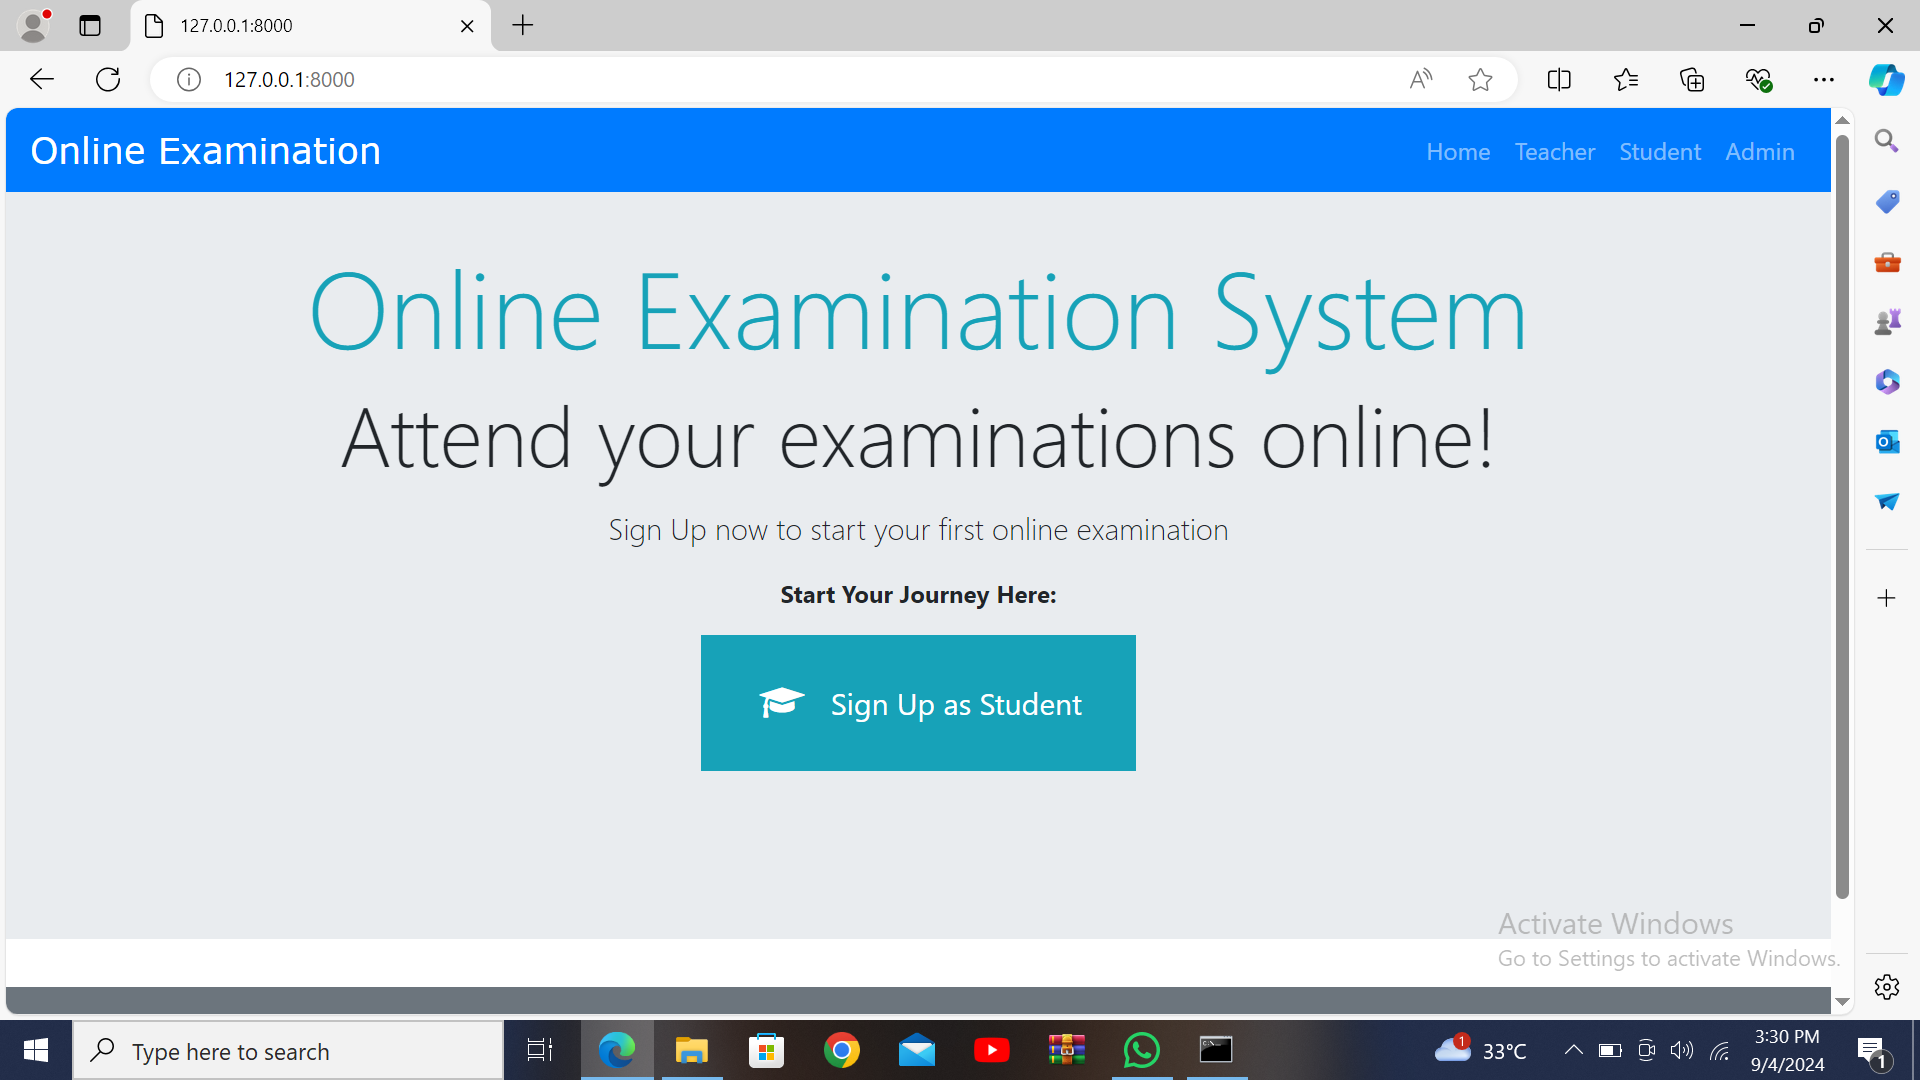 127.0.0.1:8000
127.0.0.1:8000
Online Examination
Home Teacher Student Admin
Online Examination System
Attend your examinations online!
Sign Up now to start your first online examination
Start Your Journey Here:
Sign Up as Student
Activate Windows
Go to Settings to activate Windows.
Type here to search
1
33°C
3:30 PM
9/4/2024
1